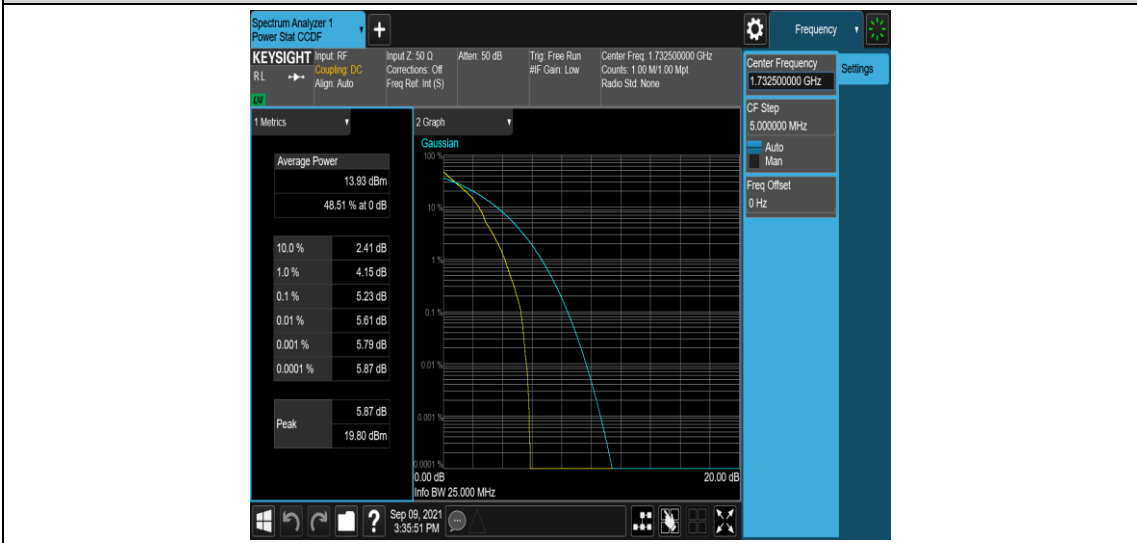 Spectrum Analyzer 1
Power Stat CCDF
+
Frequency
KEYSIGHT
RL
LXI
Input: RF
Coupling: DC
Align: Auto
Input Z: 50 Ω
Corrections: Off
Freq Ref: Int (S)
Atten: 50 dB
Trig: Free Run
#IF Gain: Low
Center Freq: 1.732500000 GHz
Counts: 1.00 M/1.00 Mpt
Radio Std: None
Center Frequency
1.732500000 GHz
Settings
CF Step
5.000000 MHz
Auto
Man
Freq Offset
0 Hz
1 Metrics
Average Power
13.93 dBm
48.51 % at 0 dB
10.0 % 2.41 dB
1.0 % 4.15 dB
0.1 % 5.23 dB
0.01 % 5.61 dB
0.001 % 5.79 dB
0.0001 % 5.87 dB
Peak
5.87 dB
19.80 dBm
2 Graph
Gaussian
100 %
10 %
1 %
0.1 %
0.01 %
0.001 %
0.0001 %
0.00 dB 20.00 dB
Info BW 25.000 MHz
?
Sep 09, 2021
3:35:51 PM